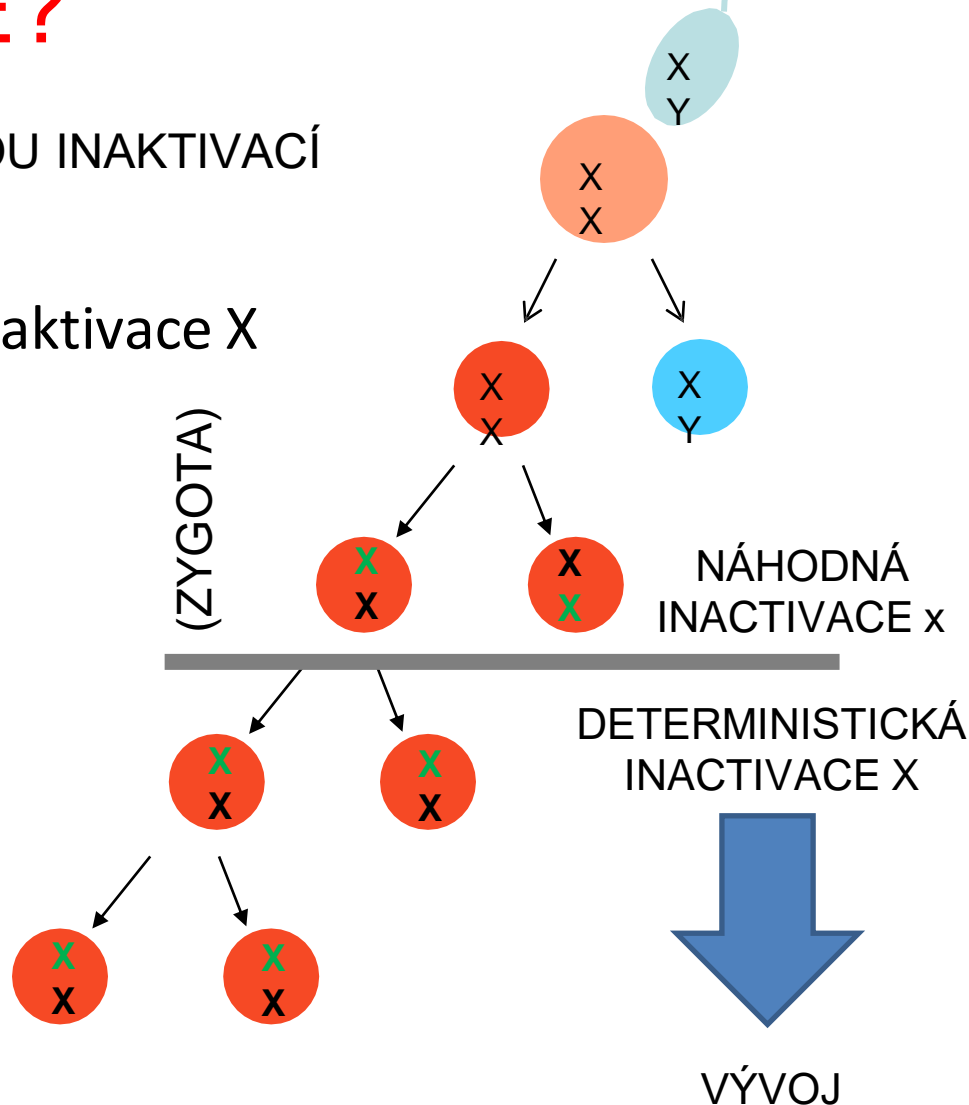 E?
X
Y
OU INAKTIVACÍ
X
X
aktivace X
X
X
X
Y
(ZYGOTA)
X
X
X
X
NÁHODNÁ
INACTIVACE x
DETERMINISTICKÁ
INACTIVACE X
X
X
X
X
X
X
X
X
VÝVOJ